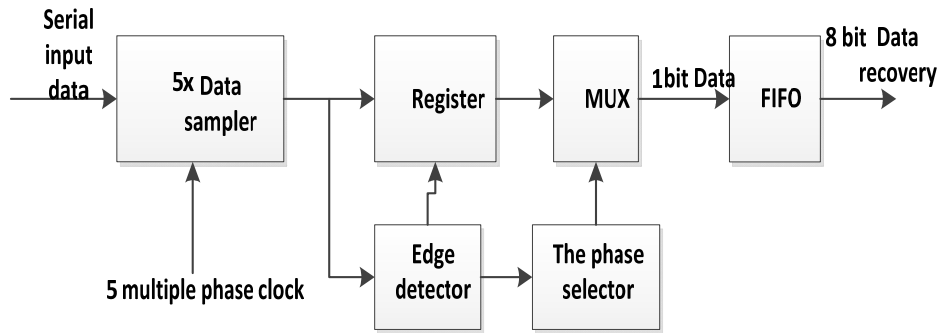 Serial
input
data
5x Data
sampler
Register
MUX
1bit Data
FIFO
8 bit Data
recovery
Edge
detector
The phase
selector
5 multiple phase clock